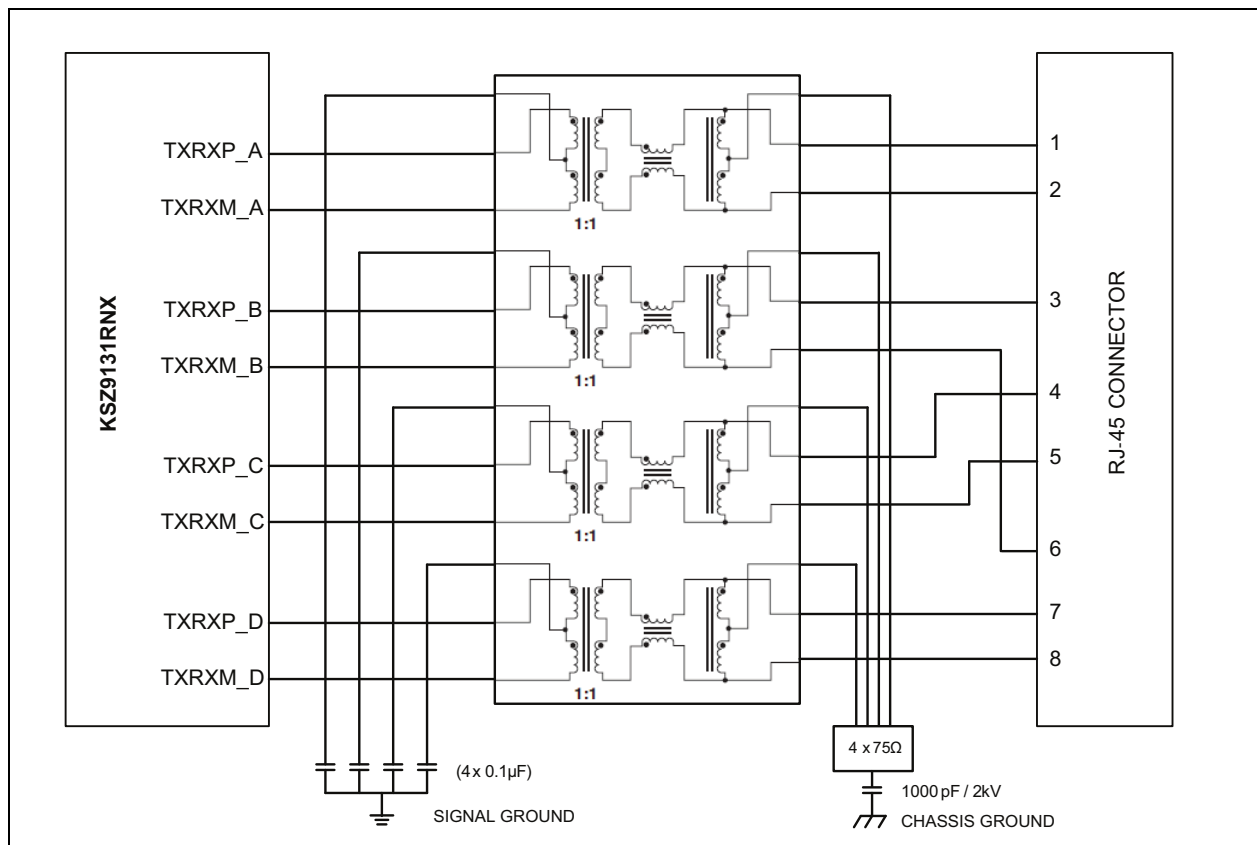 KSZ9131RNX
TXRXP_A
TXRXM_A
TXRXP_B
TXRXM_B
TXRXP_C
TXRXM_C
TXRXP_D
TXRXM_D
1:1
1:1
1:1
1:1
1
2
3
4
5
6
7
8
RJ-45 CONNECTOR
(4 x 0.1µF)
SIGNAL GROUND
4 x 75Ω
1000 pF / 2kV
CHASSIS GROUND